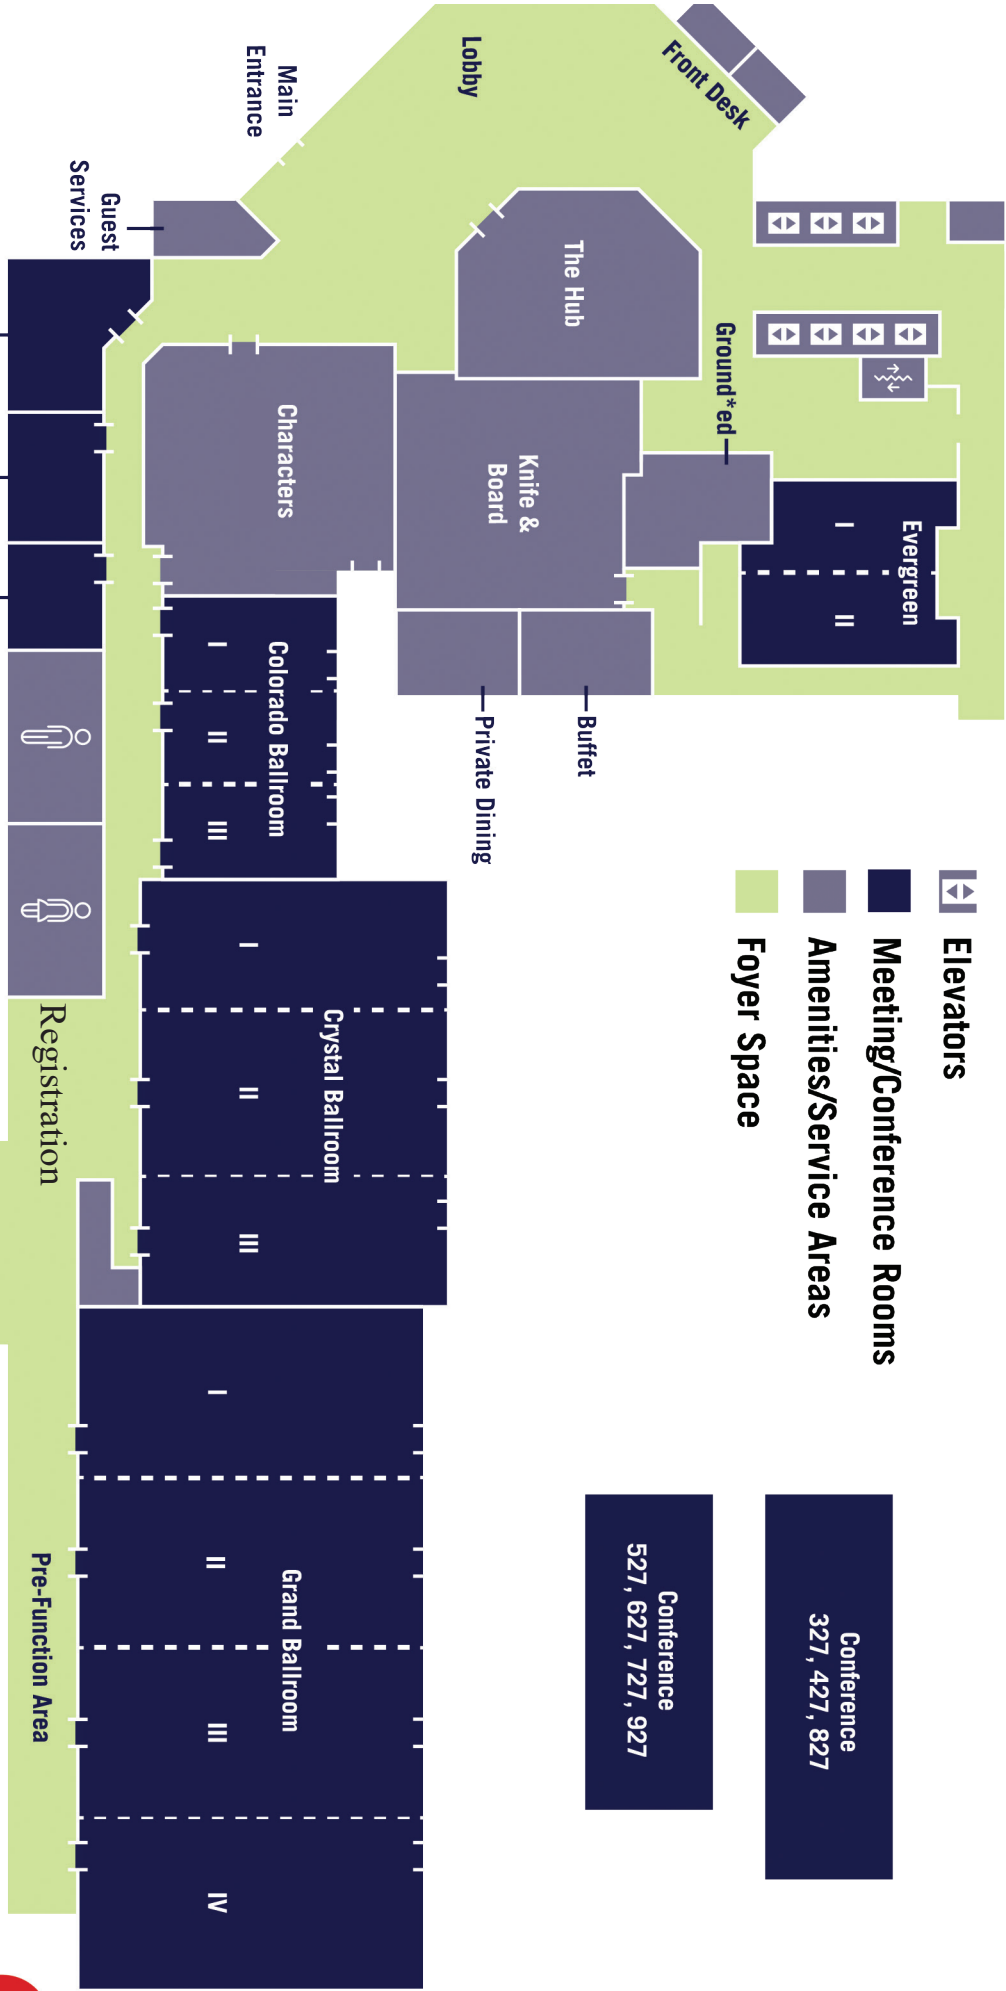 Elevators
Meeting/Conference Rooms
Amenities/Service Areas
Foyer Space
Conference
327, 427, 827
Conference
527, 627, 727, 927
Front Desk
Lobby
Main
Entrance
Guest
Services
The Hub
Ground*ed
Evergreen
I
II
Knife &
Board
Characters
Buffet
Private Dining
Colorado Ballroom
I
II
III
Crystal Ballroom
I
II
III
Registration
Grand Ballroom
I
II
III
IV
Pre-Function Area